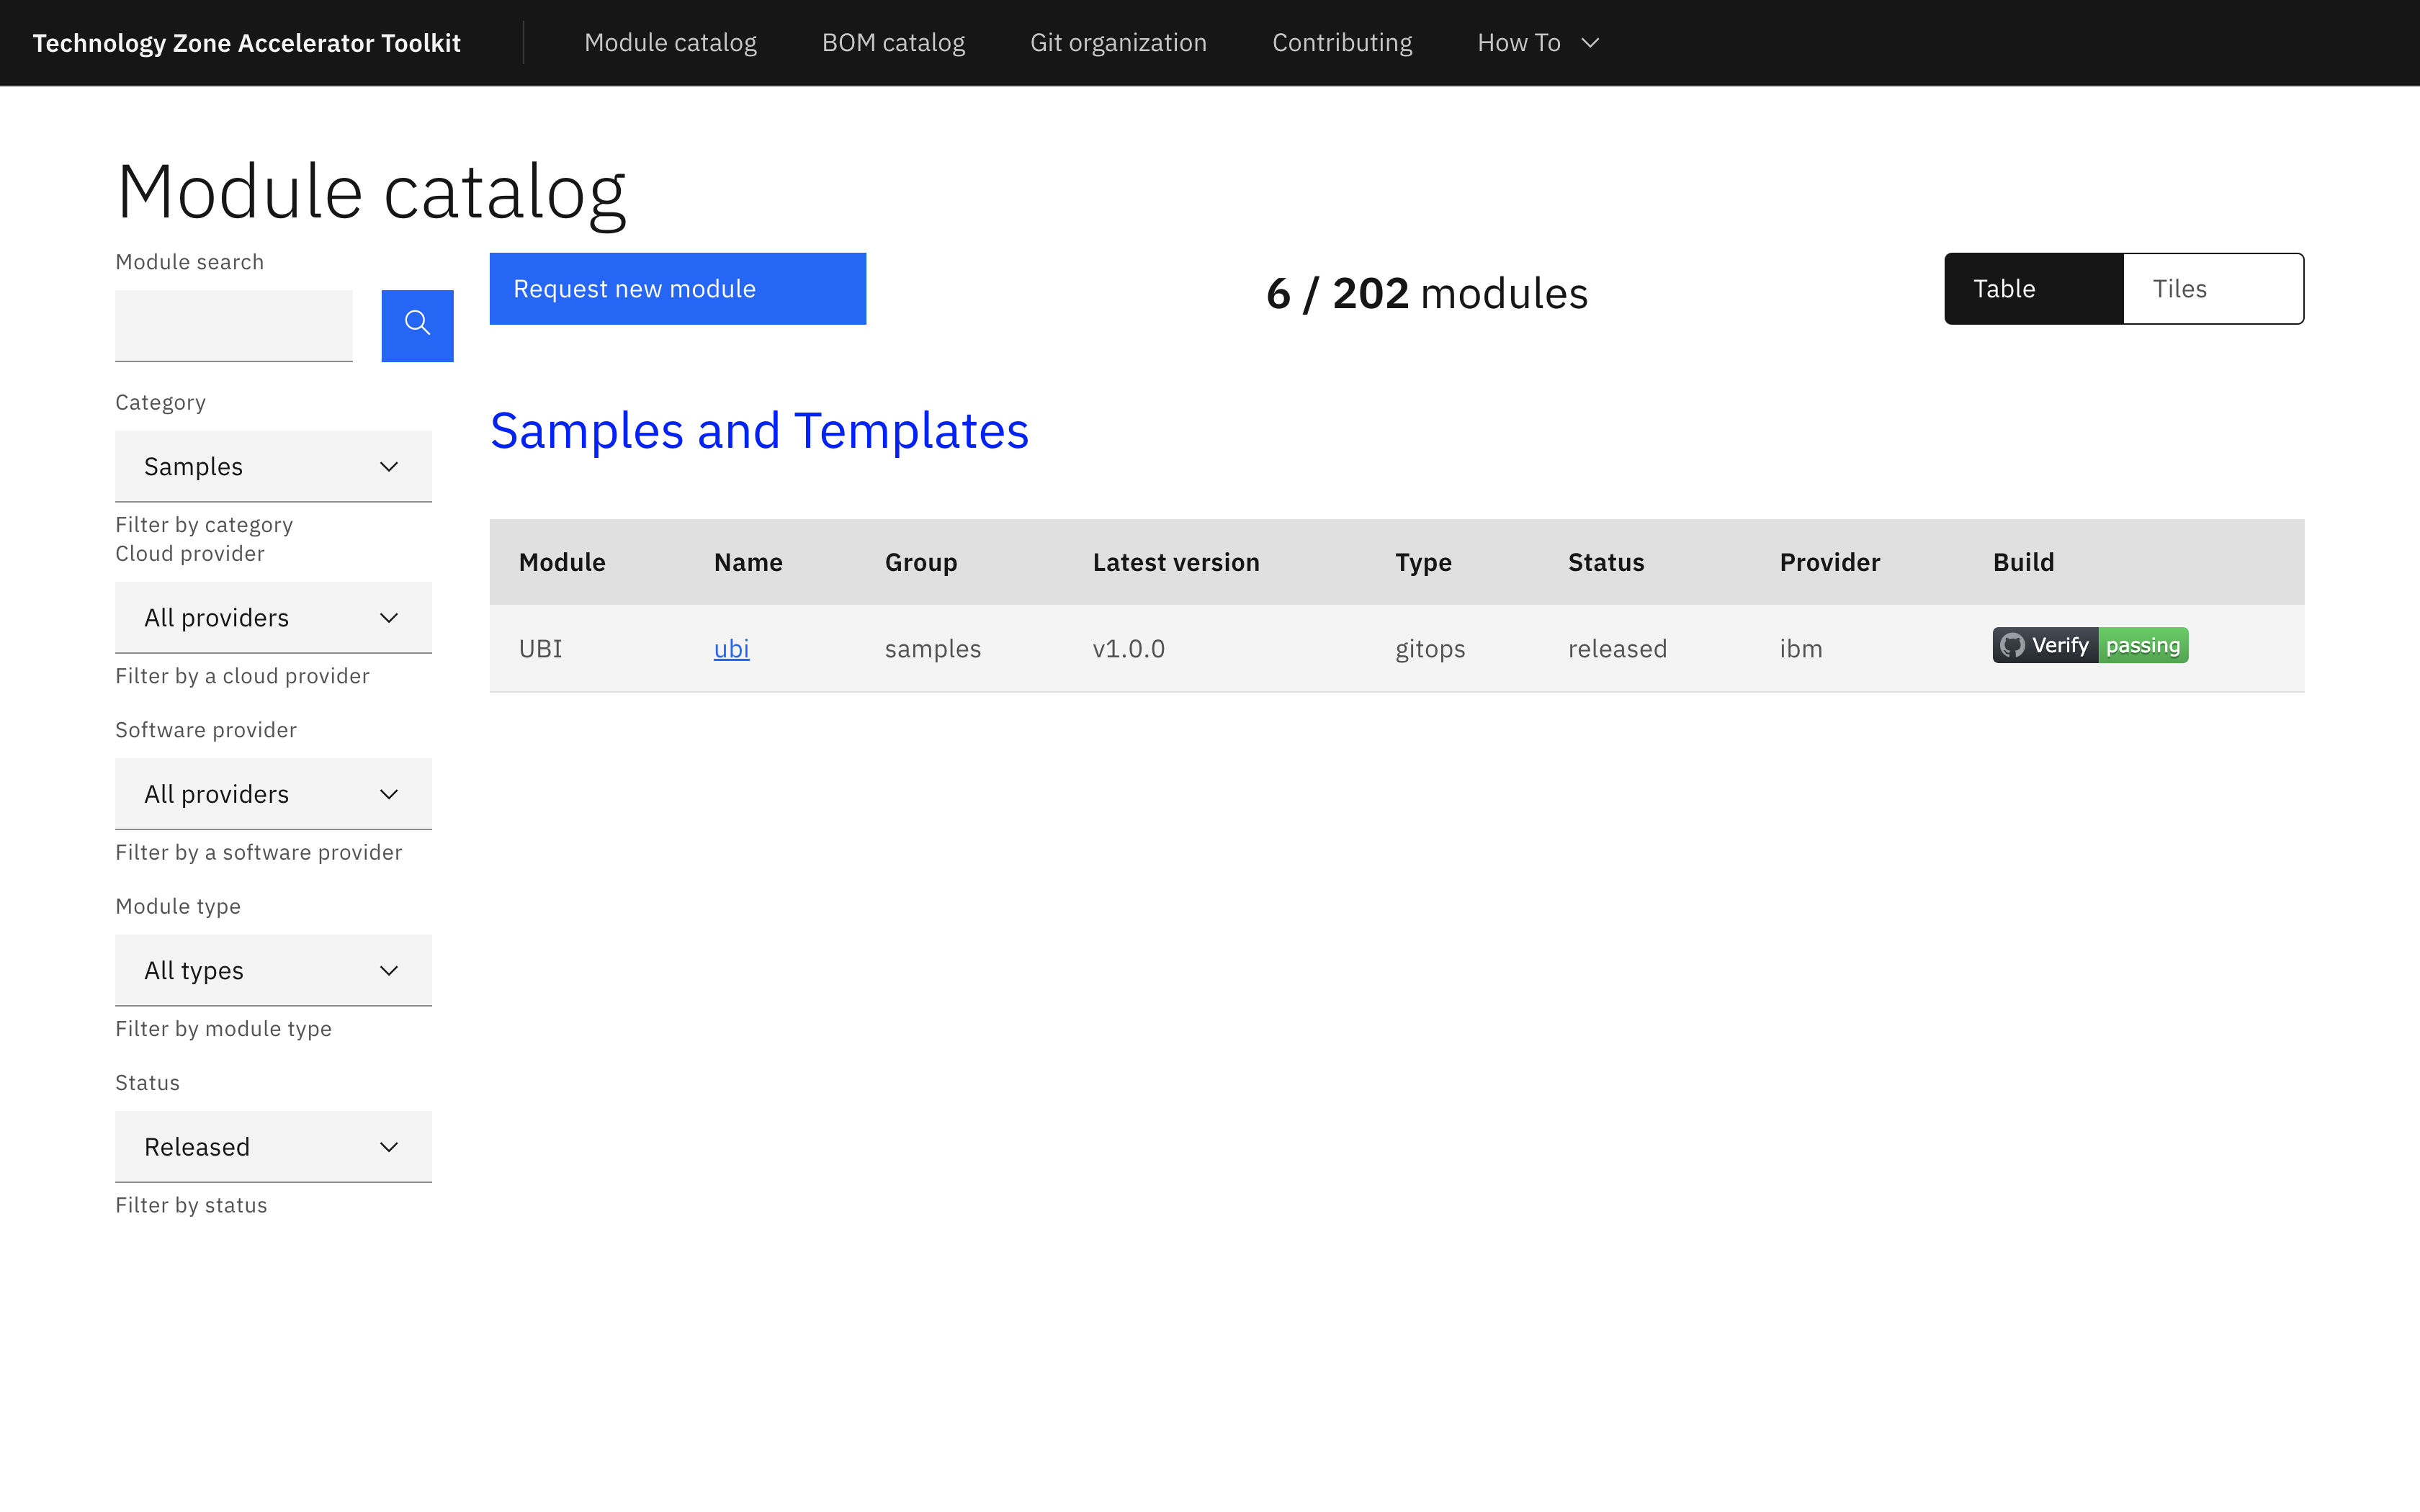 Technology Zone Accelerator Toolkit Module catalog BOM catalog Git organization Contributing How To
Module catalog
Module search
Request new module
6 / 202 modules
Table Tiles
Category
Samples
Filter by category
Cloud provider
All providers
Filter by a cloud provider
Software provider
All providers
Filter by a software provider
Module type
All types
Filter by module type
Status
Released
Filter by status
Samples and Templates
Module Name Group Latest version Type Status Provider Build
UBI ubi samples v1.0.0 gitops released ibm Verify passing